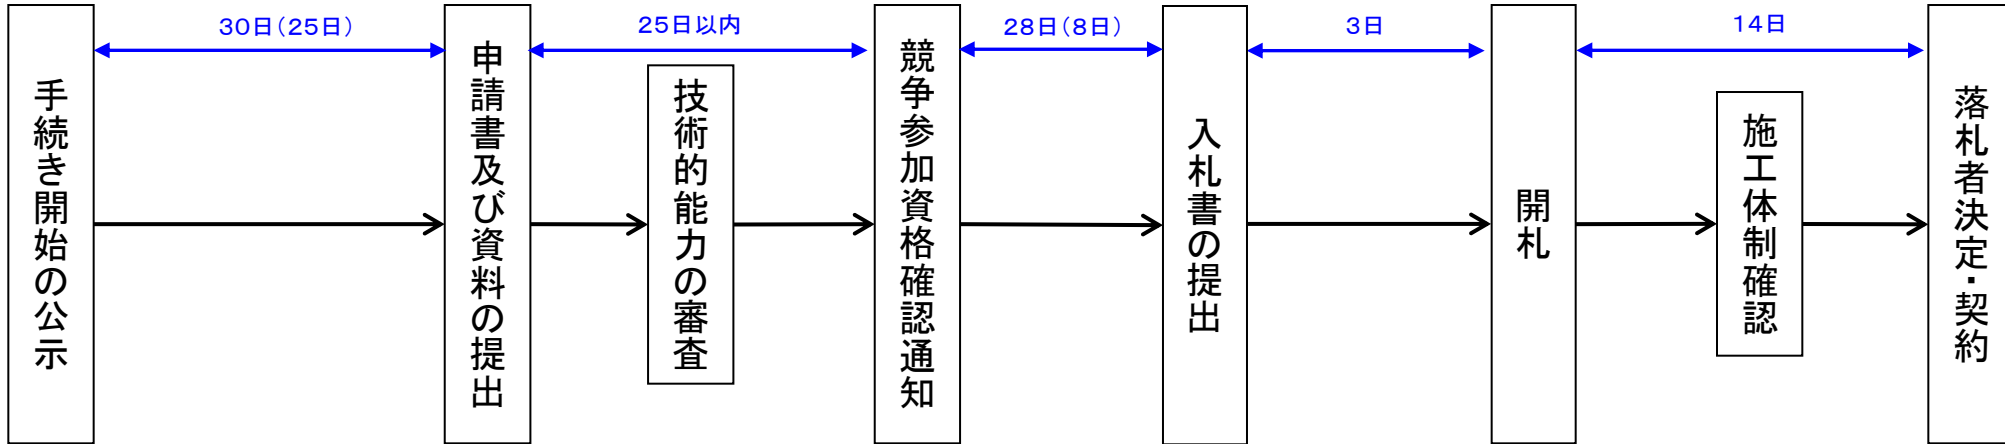 30日(25日)
25日以内
28日(8日)
3日
14日
手続き開始の公示
申請書及び資料の提出
技術的能力の審査
競争参加資格確認通知
入札書の提出
開札
施工体制確認
落札者決定・契約